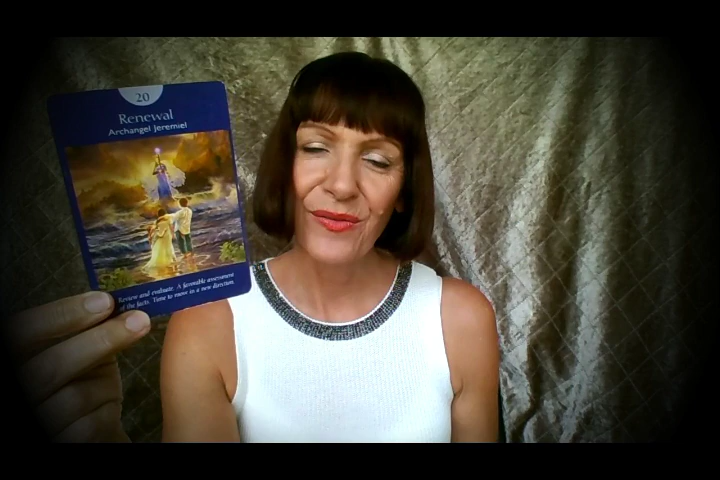 20
Renewal
Archangel Jeremiel
Review and evaluate. A favorable assessment
of the facts. Time to move in a new direction.